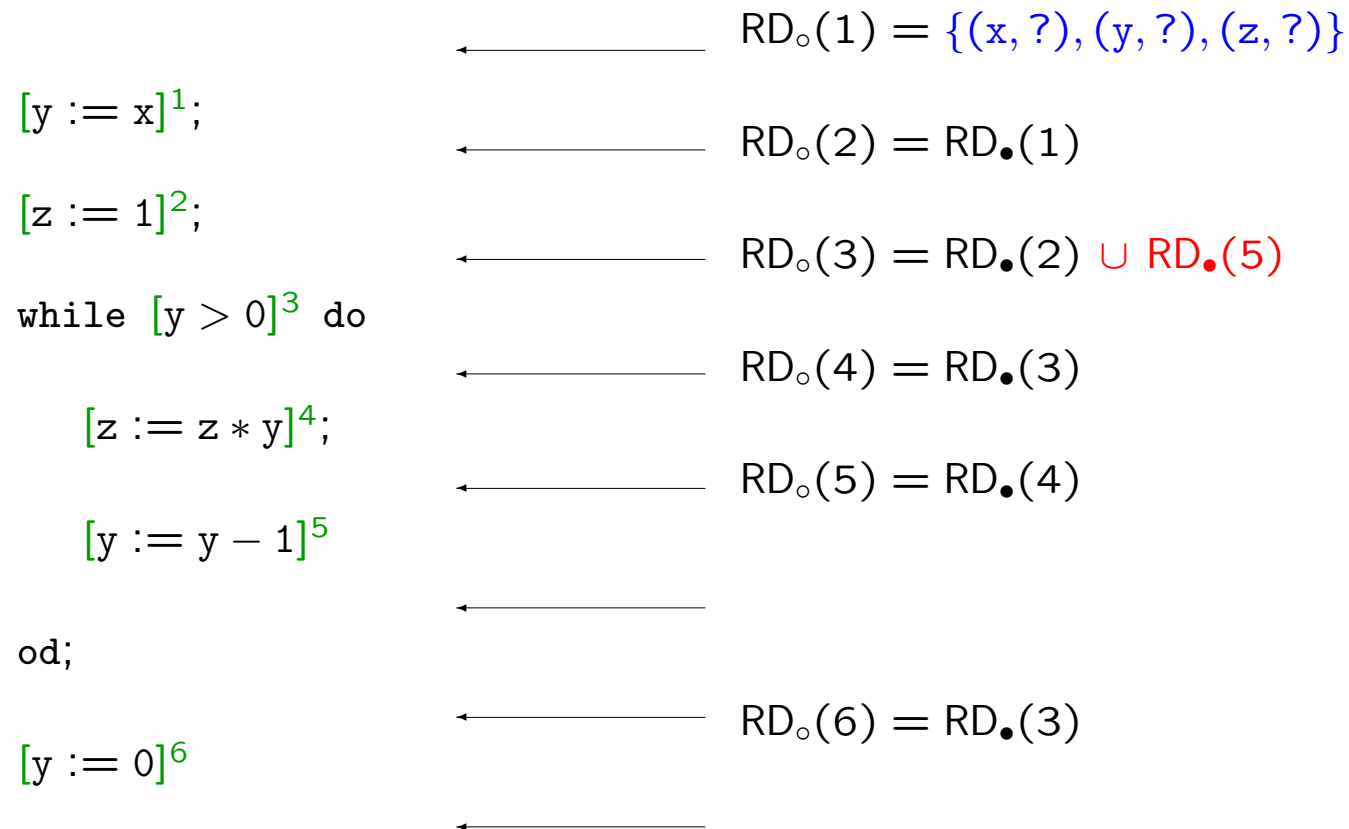 RD∘(1) = {(x, ?), (y, ?), (z, ?)}
[y := x]¹;
RD∘(2) = RD•(1)
[z := 1]²;
RD∘(3) = RD•(2) ∪ RD•(5)
while [y > 0]³ do
RD∘(4) = RD•(3)
[z := z ∗ y]⁴;
RD∘(5) = RD•(4)
[y := y − 1]⁵
od;
RD∘(6) = RD•(3)
[y := 0]⁶